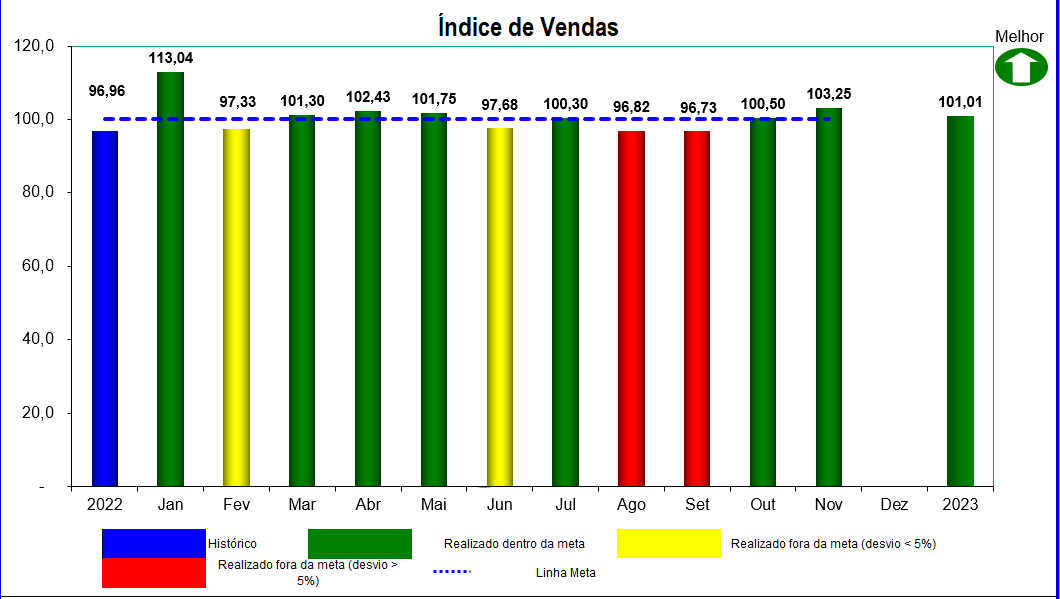 Índice de Vendas
Melhor
120,0
100,0
80,0
60,0
40,0
20,0
-
96,96
113,04
97,33
101,30
102,43
101,75
97,68
100,30
96,82
96,73
100,50
103,25
101,01
2022 Jan Fev Mar Abr Mai Jun Jul Ago Set Out Nov Dez 2023
Histórico
Realizado dentro da meta
Realizado fora da meta (desvio < 5%)
Realizado fora da meta (desvio >
5%)
Linha Meta